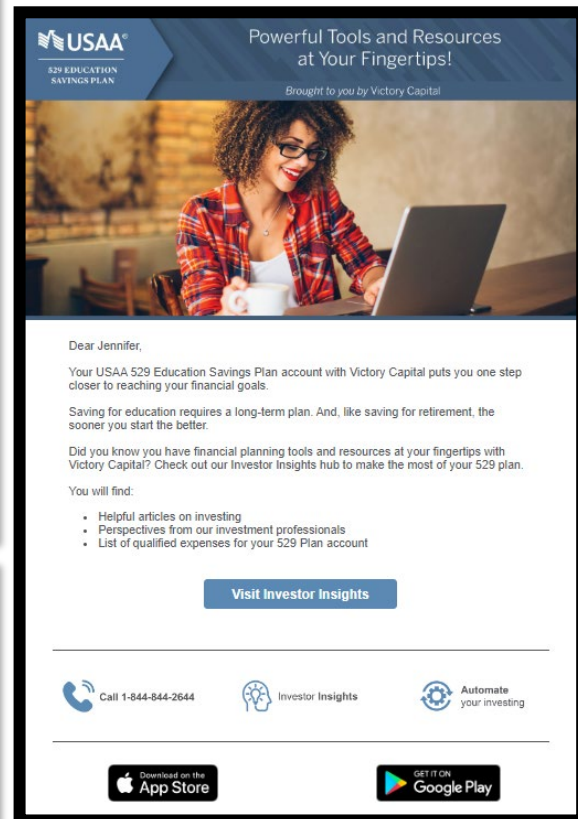 USAA®
529 EDUCATION
SAVINGS PLAN
Powerful Tools and Resources
at Your Fingertips!
Brought to you by Victory Capital
Dear Jennifer,
Your USAA 529 Education Savings Plan account with Victory Capital puts you one step
closer to reaching your financial goals.
Saving for education requires a long-term plan. And, like saving for retirement, the
sooner you start the better.
Did you know you have financial planning tools and resources at your fingertips with
Victory Capital? Check out our Investor Insights hub to make the most of your 529 plan.
You will find:
• Helpful articles on investing
• Perspectives from our investment professionals
• List of qualified expenses for your 529 Plan account
Visit Investor Insights
Call 1-844-844-2644
Investor Insights
Automate
your investing
Download on the
App Store
GET IT ON
Google Play